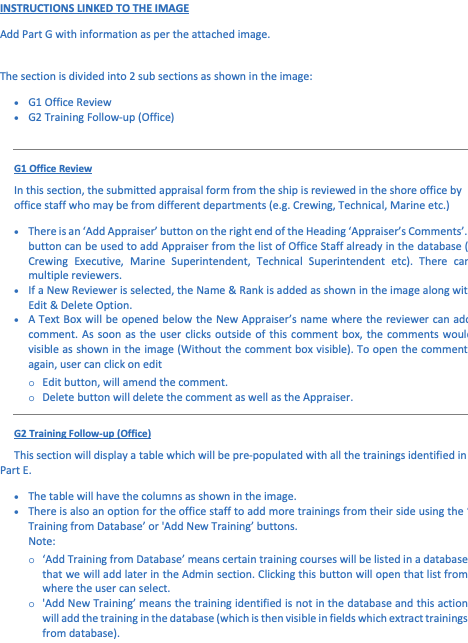 INSTRUCTIONS LINKED TO THE IMAGE
Add Part G with information as per the attached image.
The section is divided into 2 sub sections as shown in the image:
• G1 Office Review
• G2 Training Follow-up (Office)
G1 Office Review
In this section, the submitted appraisal form from the ship is reviewed in the shore office by
office staff who may be from different departments (e.g. Crewing, Technical, Marine etc.)
• There is an ‘Add Appraiser’ button on the right end of the Heading ‘Appraiser’s Comments’.
button can be used to add Appraiser from the list of Office Staff already in the database (
Crewing Executive, Marine Superintendent, Technical Superintendent etc). There can
multiple reviewers.
• If a New Reviewer is selected, the Name & Rank is added as shown in the image along wit
Edit & Delete Option.
• A Text Box will be opened below the New Appraiser’s name where the reviewer can add
comment. As soon as the user clicks outside of this comment box, the comments woul
visible as shown in the image (Without the comment box visible). To open the comment
again, user can click on edit
o Edit button, will amend the comment.
o Delete button will delete the comment as well as the Appraiser.
G2 Training Follow-up (Office)
This section will display a table which will be pre-populated with all the trainings identified in
Part E.
• The table will have the columns as shown in the image.
• There is also an option for the office staff to add more trainings from their side using the ‘
Training from Database’ or 'Add New Training’ buttons.
Note:
o ‘Add Training from Database’ means certain training courses will be listed in a database
that we will add later in the Admin section. Clicking this button will open that list from
where the user can select.
o 'Add New Training’ means the training identified is not in the database and this action
will add the training in the database (which is then visible in fields which extract trainings
from database).